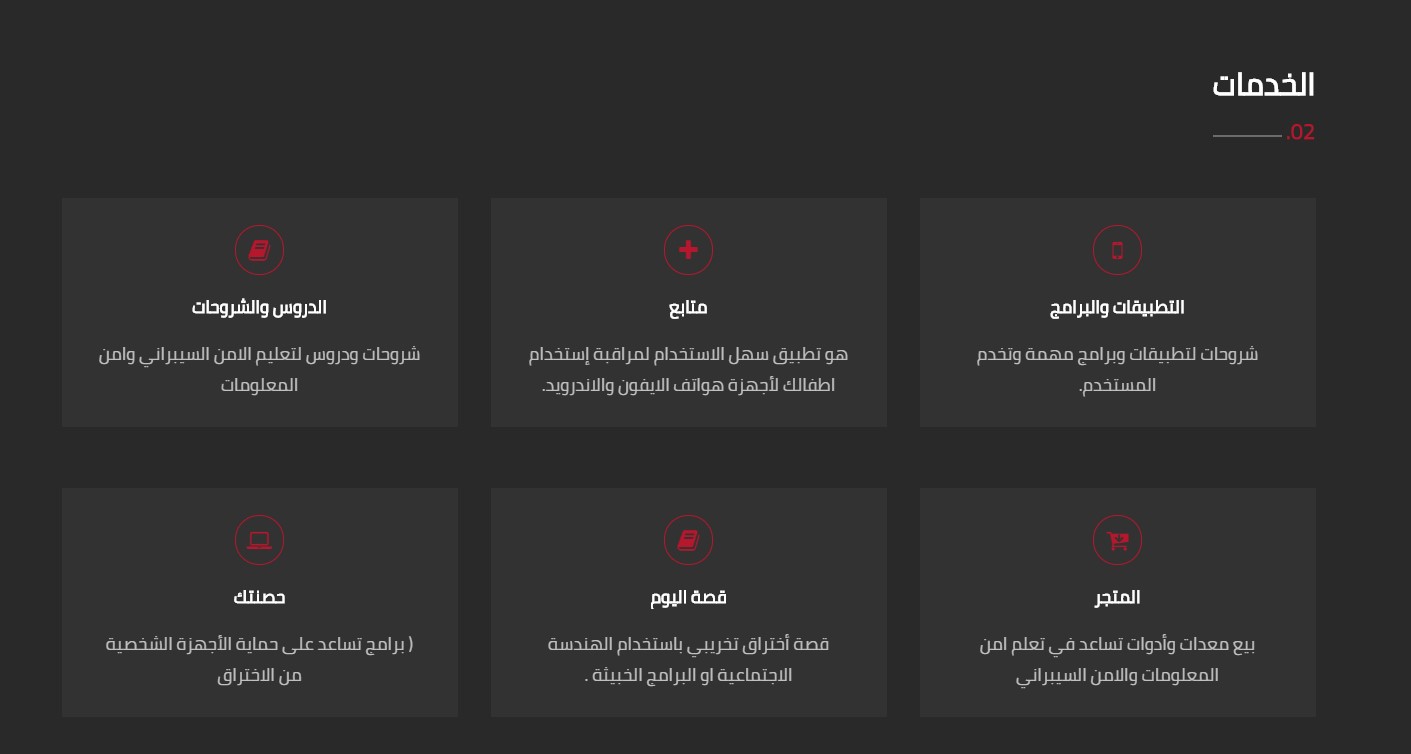 الخدمات
02.
التطبيقات والبرامج
شروحات لتطبيقات وبرامج مهمة وتخدم
المستخدم.
متابع
هو تطبيق سهل الاستخدام لمراقبة إستخدام
اطفالك لأجهزة هواتف الايفون والاندرويد.
الدروس والشروحات
شروحات ودروس لتعليم الامن السيبراني وامن
المعلومات
المتجر
بيع معدات وأدوات تساعد في تعلم امن
المعلومات والامن السيبراني
قصة اليوم
قصة أختراق تخريبي باستخدام الهندسة
الاجتماعية او البرامج الخبيثة .
حصنتك
( برامج تساعد على حماية الأجهزة الشخصية
من الاختراق